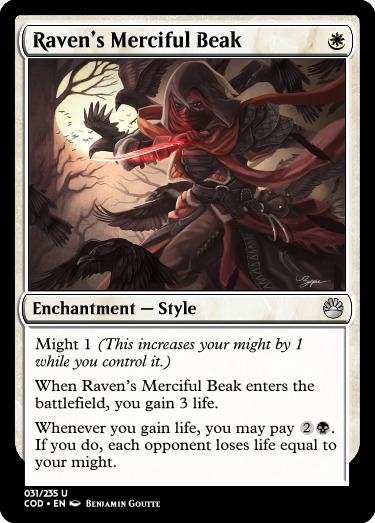 Raven's Merciful Beak
Enchantment — Style
Might 1 (This increases your might by 1
while you control it.)
When Raven's Merciful Beak enters the
battlefield, you gain 3 life.
Whenever you gain life, you may pay 2.
If you do, each opponent loses life equal to
your might.
031/235 U
COD • EN Benjamin Goutte